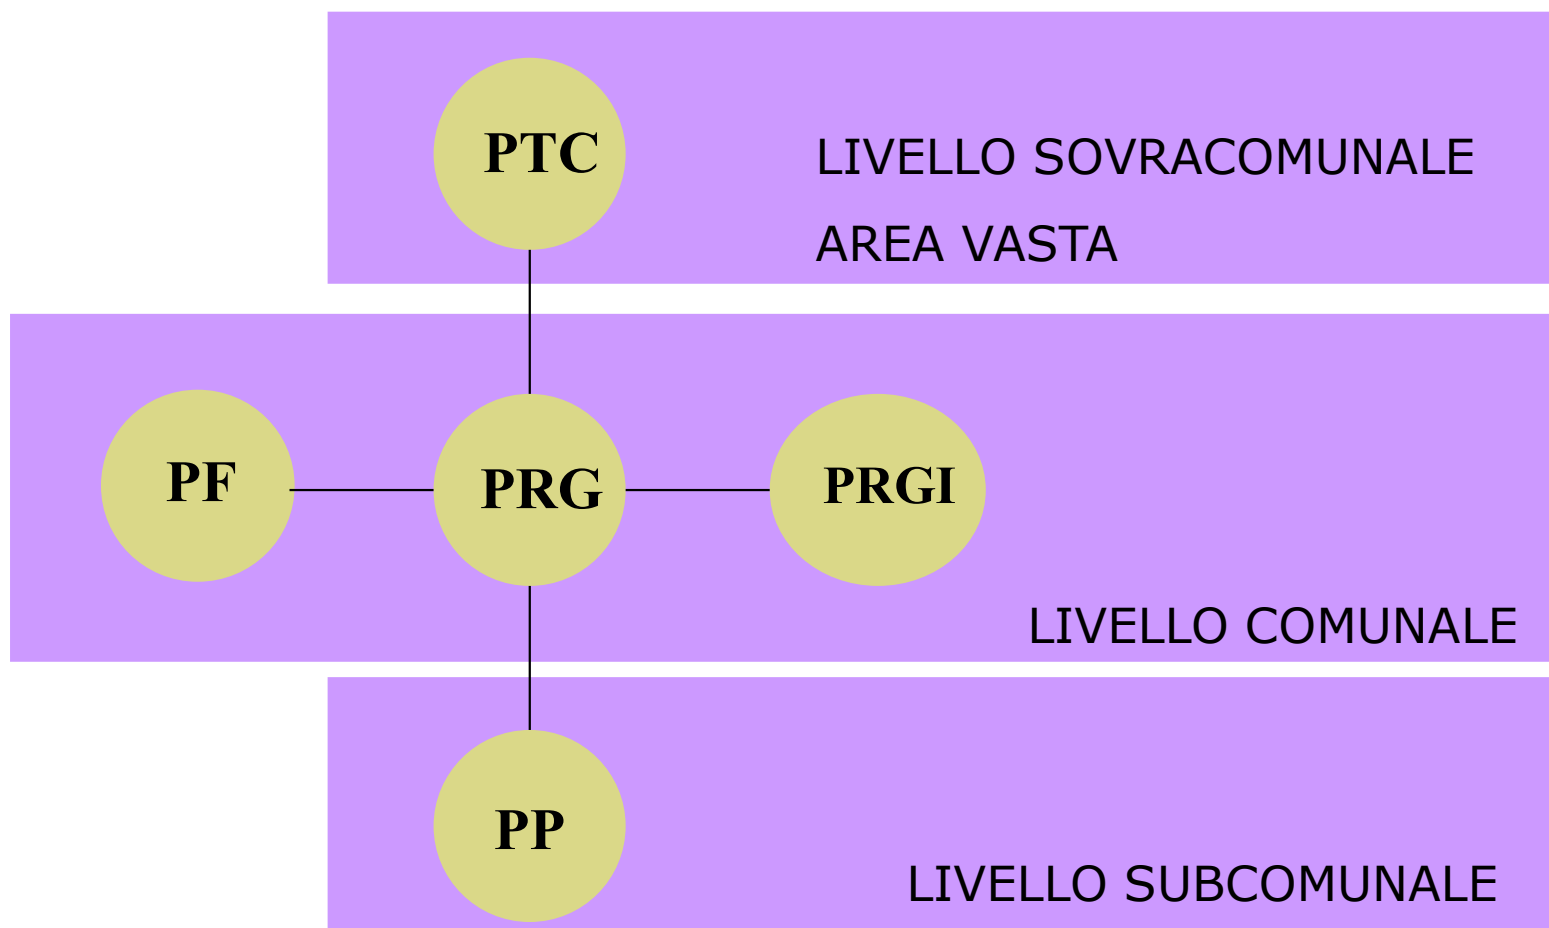 PTC
LIVELLO SOVRACOMUNALE
AREA VASTA
PF
PRG
PRGI
LIVELLO COMUNALE
PP
LIVELLO SUBCOMUNALE